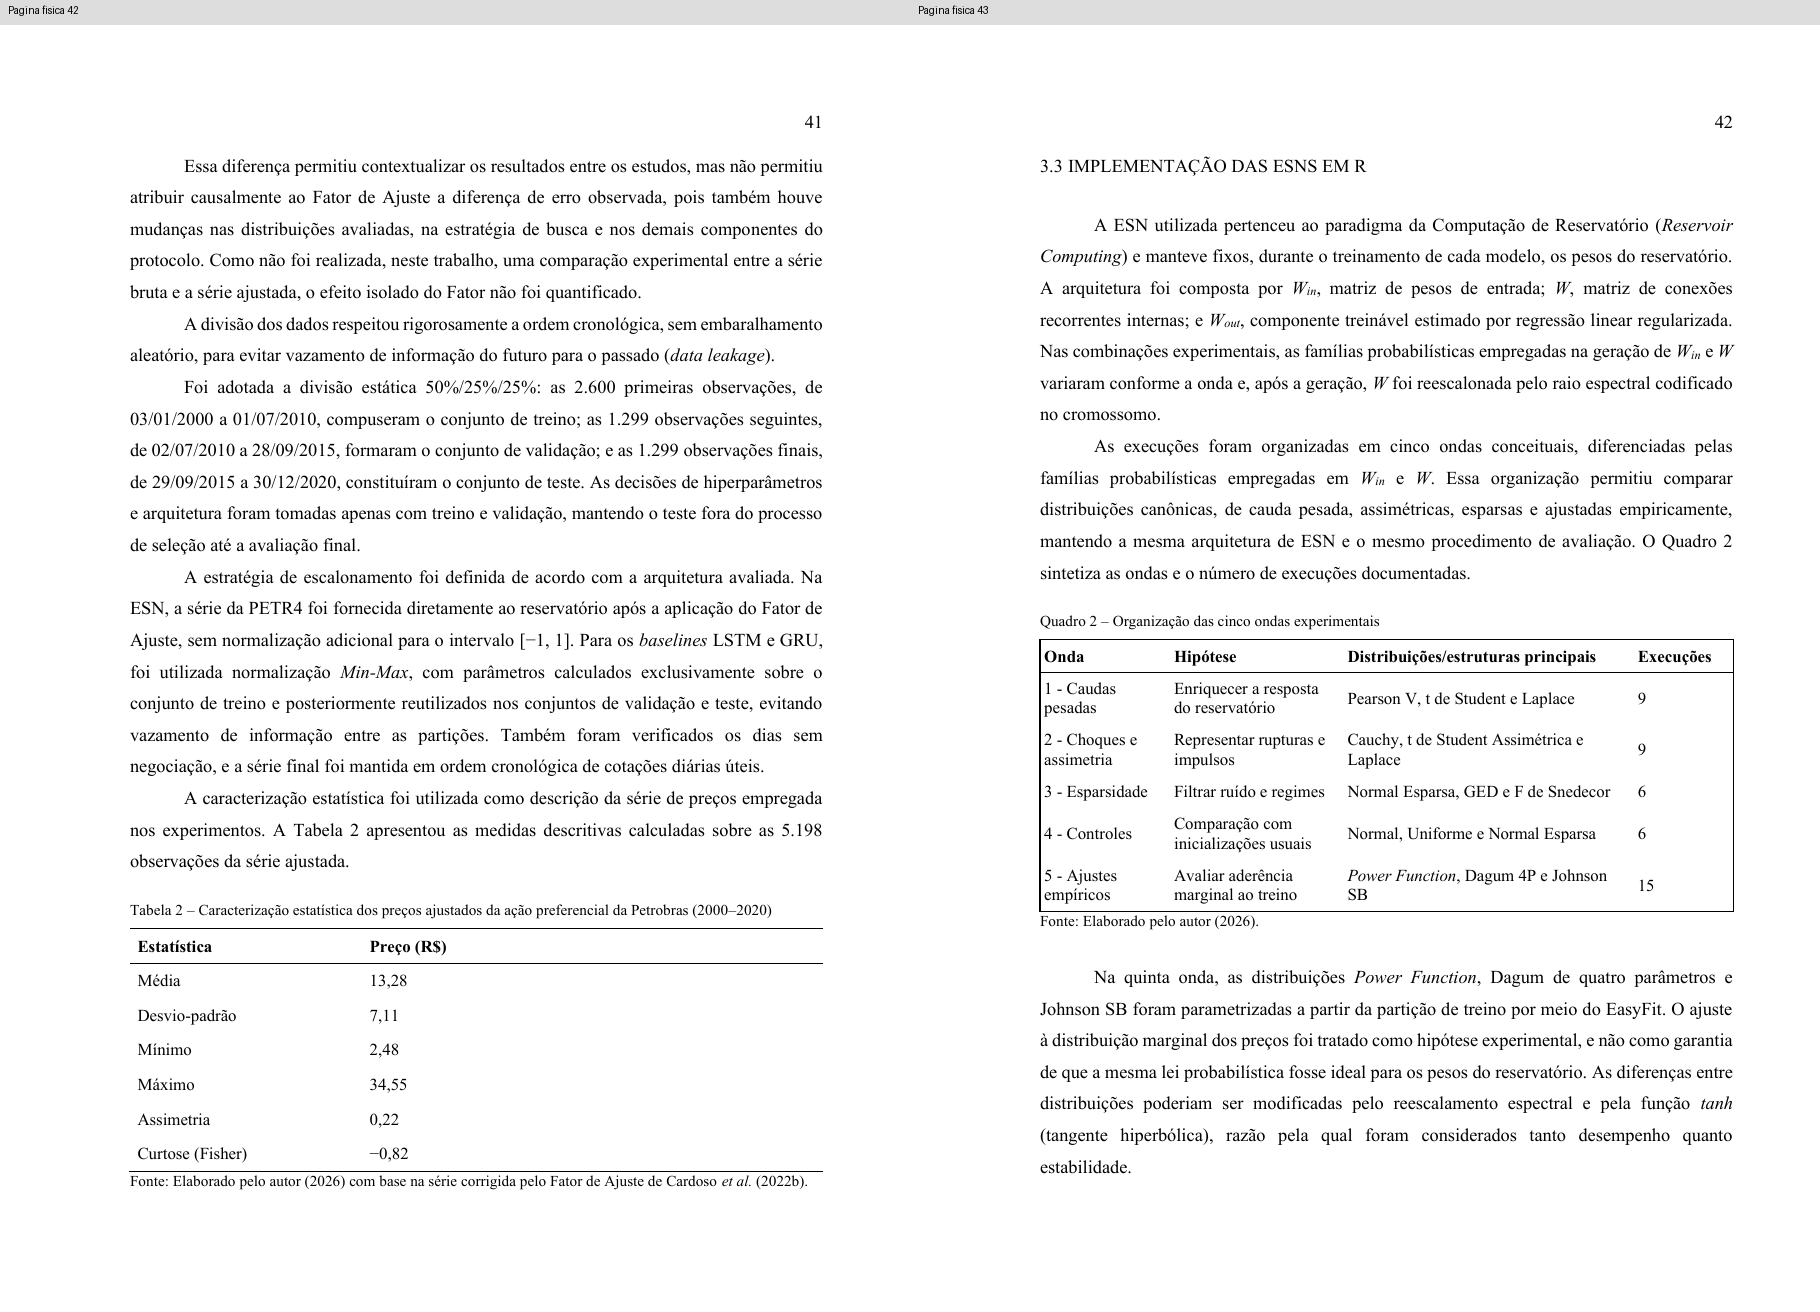 Pagina fisica 42
41
Essa diferença permitiu contextualizar os resultados entre os estudos, mas não permitiu
atribuir causalmente ao Fator de Ajuste a diferença de erro observada, pois também houve
mudanças nas distribuições avaliadas, na estratégia de busca e nos demais componentes do
protocolo. Como não foi realizada, neste trabalho, uma comparação experimental entre a série
bruta e a série ajustada, o efeito isolado do Fator não foi quantificado.
A divisão dos dados respeitou rigorosamente a ordem cronológica, sem embaralhamento
aleatório, para evitar vazamento de informação do futuro para o passado (data leakage).
Foi adotada a divisão estática 50%/25%/25%: as 2.600 primeiras observações, de
03/01/2000 a 01/07/2010, compuseram o conjunto de treino; as 1.299 observações seguintes,
de 02/07/2010 a 28/09/2015, formaram o conjunto de validação; e as 1.299 observações finais,
de 29/09/2015 a 30/12/2020, constituíram o conjunto de teste. As decisões de hiperparâmetros
e arquitetura foram tomadas apenas com treino e validação, mantendo o teste fora do processo
de seleção até a avaliação final.
A estratégia de escalonamento foi definida de acordo com a arquitetura avaliada. Na
ESN, a série da PETR4 foi fornecida diretamente ao reservatório após a aplicação do Fator de
Ajuste, sem normalização adicional para o intervalo [−1, 1]. Para os baselines LSTM e GRU,
foi utilizada normalização Min-Max, com parâmetros calculados exclusivamente sobre o
conjunto de treino e posteriormente reutilizados nos conjuntos de validação e teste, evitando
vazamento de informação entre as partições. Também foram verificados os dias sem
negociação, e a série final foi mantida em ordem cronológica de cotações diárias úteis.
A caracterização estatística foi utilizada como descrição da série de preços empregada
nos experimentos. A Tabela 2 apresentou as medidas descritivas calculadas sobre as 5.198
observações da série ajustada.
Tabela 2 – Caracterização estatística dos preços ajustados da ação preferencial da Petrobras (2000–2020)
Estatística Preço (R$)
Média 13,28
Desvio-padrão 7,11
Mínimo 2,48
Máximo 34,55
Assimetria 0,22
Curtose (Fisher) −0,82
Fonte: Elaborado pelo autor (2026) com base na série corrigida pelo Fator de Ajuste de Cardoso et al. (2022b).
Pagina fisica 43
42
3.3 IMPLEMENTAÇÃO DAS ESNS EM R
A ESN utilizada pertenceu ao paradigma da Computação de Reservatório (Reservoir
Computing) e manteve fixos, durante o treinamento de cada modelo, os pesos do reservatório.
A arquitetura foi composta por Win, matriz de pesos de entrada; W, matriz de conexões
recorrentes internas; e Wout, componente treinável estimado por regressão linear regularizada.
Nas combinações experimentais, as famílias probabilísticas empregadas na geração de Win e W
variaram conforme a onda e, após a geração, W foi reescalonada pelo raio espectral codificado
no cromossomo.
As execuções foram organizadas em cinco ondas conceituais, diferenciadas pelas
famílias probabilísticas empregadas em Win e W. Essa organização permitiu comparar
distribuições canônicas, de cauda pesada, assimétricas, esparsas e ajustadas empiricamente,
mantendo a mesma arquitetura de ESN e o mesmo procedimento de avaliação. O Quadro 2
sintetiza as ondas e o número de execuções documentadas.
Quadro 2 – Organização das cinco ondas experimentais
Onda Hipótese Distribuições/estruturas principais Execuções
1 - Caudas pesadas Enriquecer a resposta do reservatório Pearson V, t de Student e Laplace 9
2 - Choques e assimetria Representar rupturas e impulsos Cauchy, t de Student Assimétrica e Laplace 9
3 - Esparsidade Filtrar ruído e regimes Normal Esparsa, GED e F de Snedecor 6
4 - Controles Comparação com inicializações usuais Normal, Uniforme e Normal Esparsa 6
5 - Ajustes empíricos Avaliar aderência marginal ao treino Power Function, Dagum 4P e Johnson SB 15
Fonte: Elaborado pelo autor (2026).
Na quinta onda, as distribuições Power Function, Dagum de quatro parâmetros e
Johnson SB foram parametrizadas a partir da partição de treino por meio do EasyFit. O ajuste
à distribuição marginal dos preços foi tratado como hipótese experimental, e não como garantia
de que a mesma lei probabilística fosse ideal para os pesos do reservatório. As diferenças entre
distribuições poderiam ser modificadas pelo reescalamento espectral e pela função tanh
(tangente hiperbólica), razão pela qual foram considerados tanto desempenho quanto
estabilidade.